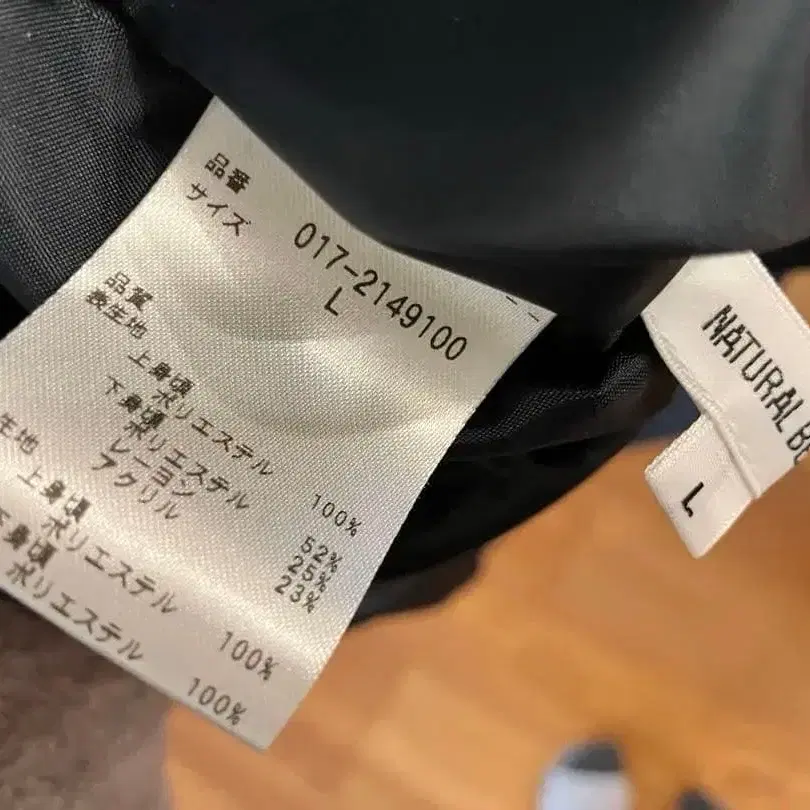 品番 017-2149100
サイズ L
品質
表生地
上身頃
ポリエステル 100%
下身頃
ポリエステル 52%
レーヨン 25%
アクリル 23%
生地
上身頃
ポリエステル 100%
下身頃
ポリエステル 100%
NATURAL
L